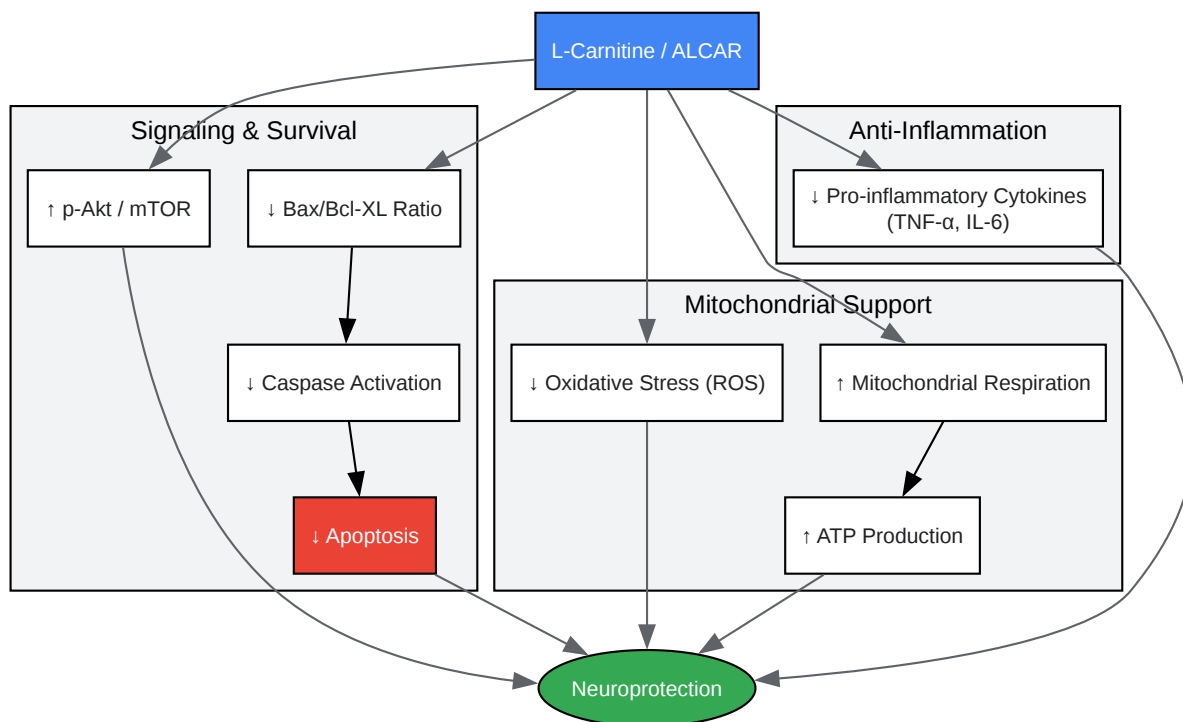 L-Carnitine / ALCAR
Signaling & Survival
Anti-Inflammation
↑ p-Akt / mTOR
↓ Bax/Bcl-XL Ratio
↓ Pro-inflammatory Cytokines
(TNF-α, IL-6)
Mitochondrial Support
↓ Caspase Activation
↓ Oxidative Stress (ROS)
↑ Mitochondrial Respiration
↓ Apoptosis
↑ ATP Production
Neuroprotection